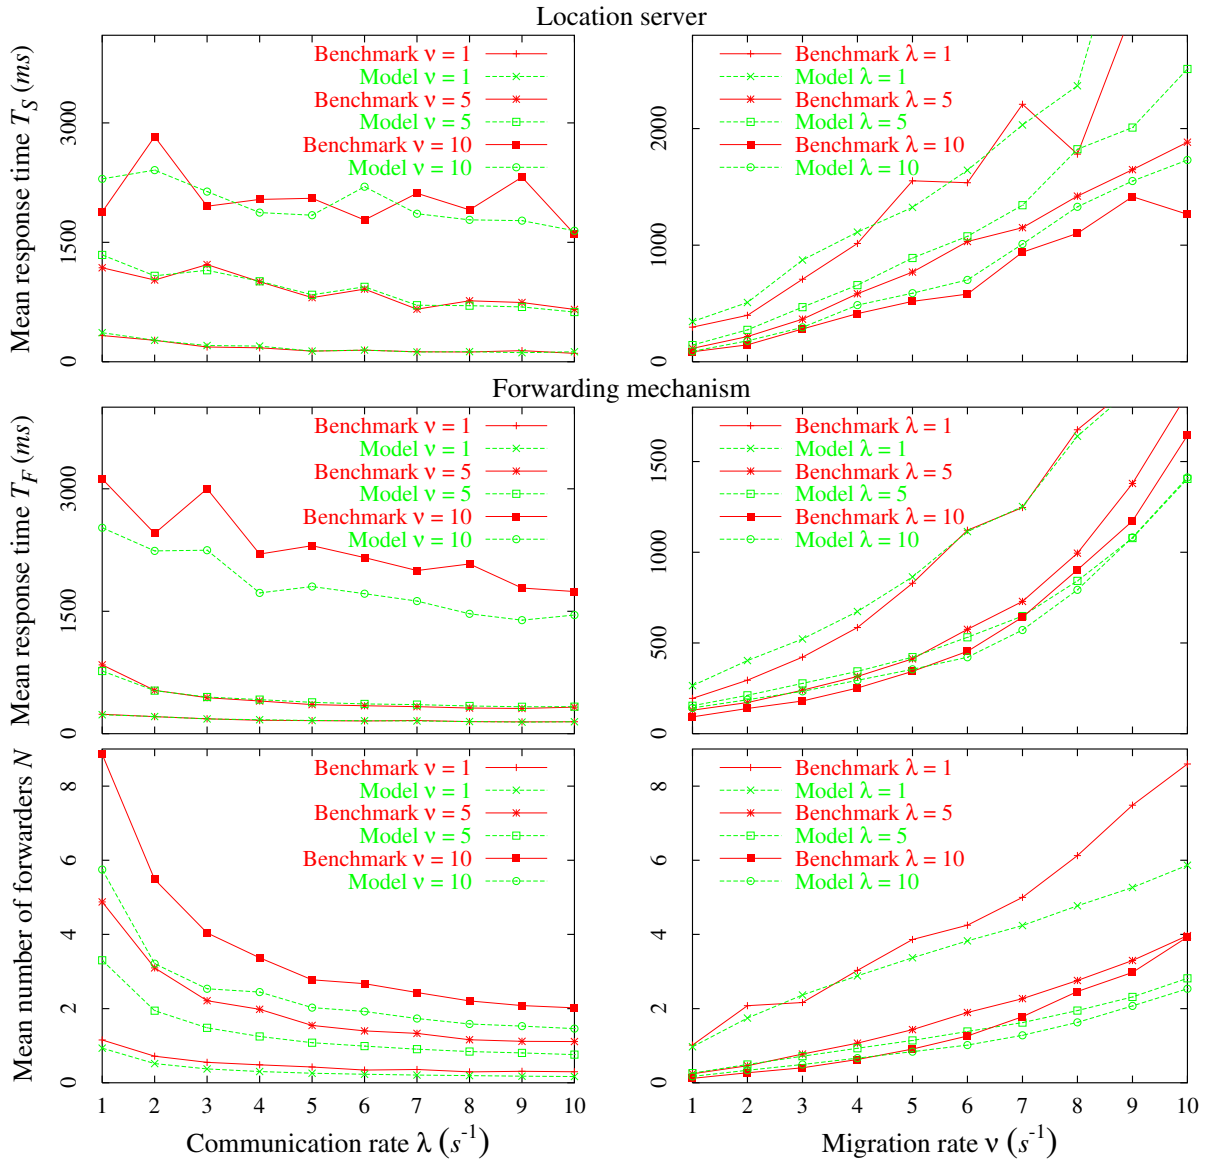 Location server
Mean response time T_S (ms)
3000
1500
0
Benchmark ν = 1
Model ν = 1
Benchmark ν = 5
Model ν = 5
Benchmark ν = 10
Model ν = 10
2000
1000
0
Benchmark λ = 1
Model λ = 1
Benchmark λ = 5
Model λ = 5
Benchmark λ = 10
Model λ = 10
Forwarding mechanism
Mean response time T_F (ms)
3000
1500
0
Benchmark ν = 1
Model ν = 1
Benchmark ν = 5
Model ν = 5
Benchmark ν = 10
Model ν = 10
1500
1000
500
0
Benchmark λ = 1
Model λ = 1
Benchmark λ = 5
Model λ = 5
Benchmark λ = 10
Model λ = 10
Mean number of forwarders N
8
6
4
2
0
Benchmark ν = 1
Model ν = 1
Benchmark ν = 5
Model ν = 5
Benchmark ν = 10
Model ν = 10
1 2 3 4 5 6 7 8 9 10
Communication rate λ (s⁻¹)
8
6
4
2
0
Benchmark λ = 1
Model λ = 1
Benchmark λ = 5
Model λ = 5
Benchmark λ = 10
Model λ = 10
1 2 3 4 5 6 7 8 9 10
Migration rate ν (s⁻¹)